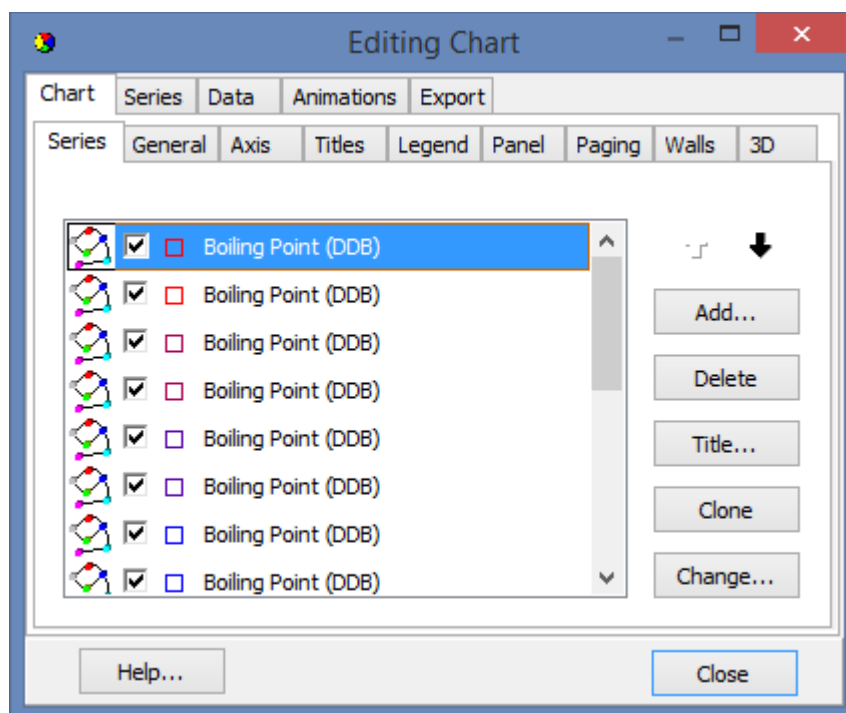 Editing Chart
Chart Series Data Animations Export
Series General Axis Titles Legend Panel Paging Walls 3D
Boiling Point (DDB)
Boiling Point (DDB)
Boiling Point (DDB)
Boiling Point (DDB)
Boiling Point (DDB)
Boiling Point (DDB)
Boiling Point (DDB)
Boiling Point (DDB)
Add...
Delete
Title...
Clone
Change...
Help...
Close